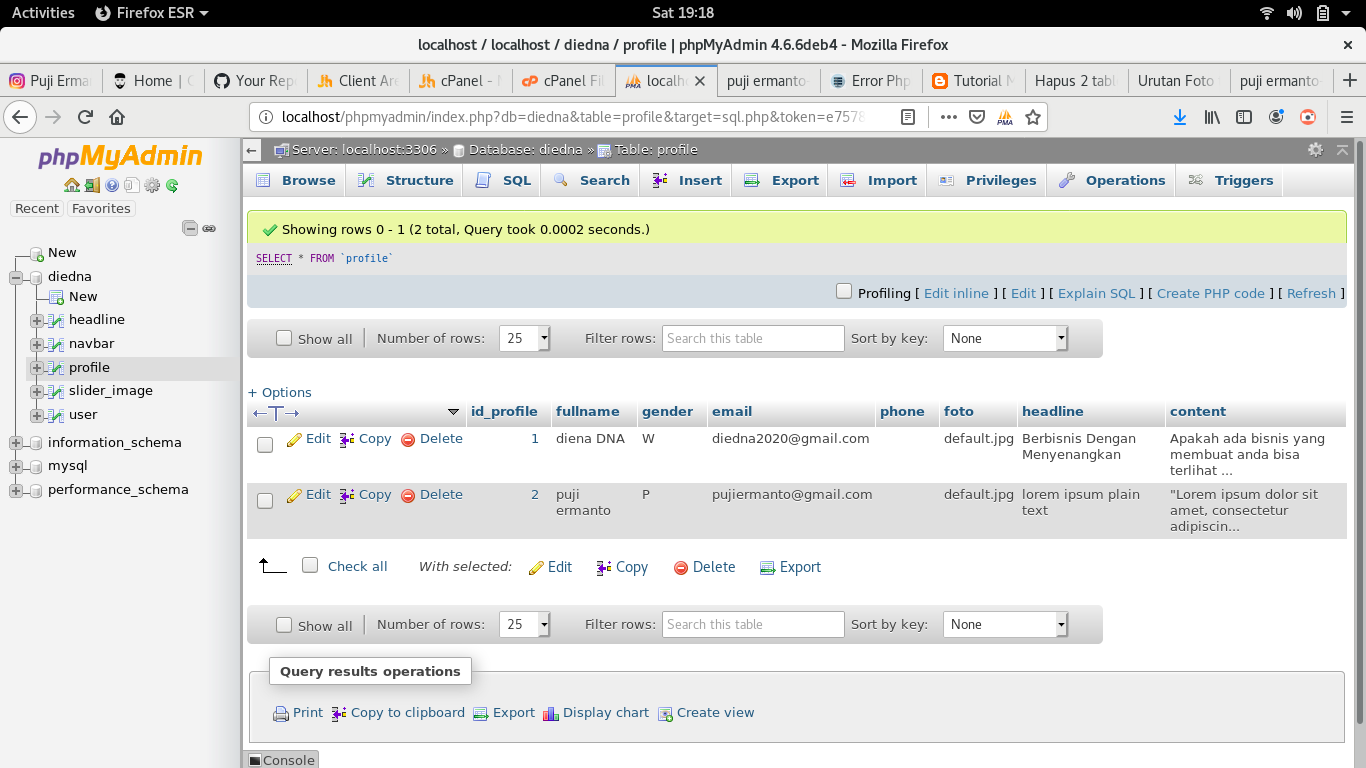 Activities Firefox ESR Sat 19:18
localhost / localhost / diedna / profile | phpMyAdmin 4.6.6deb4 - Mozilla Firefox
Puji Erma Home | Your Rep Client Are cPanel - cPanel Fil localh puji ermanto Error Php Tutorial Hapus 2 tabl Urutan Foto puji ermanto
localhost/phpmyadmin/index.php?db=diedna&table=profile&target=sql.php&token=e7578
phpMyAdmin
Recent Favorites
New
diedna
New
headline
navbar
profile
slider_image
user
information_schema
mysql
performance_schema
Server: localhost:3306 » Database: diedna » Table: profile
Browse Structure SQL Search Insert Export Import Privileges Operations Triggers
Showing rows 0 - 1 (2 total, Query took 0.0002 seconds.)
SELECT * FROM `profile`
Profiling [ Edit inline ] [ Edit ] [ Explain SQL ] [ Create PHP code ] [ Refresh ]
Show all | Number of rows: 25 Filter rows: Search this table Sort by key: None
+ Options
←T→ id_profile fullname gender email phone foto headline content
Edit Copy Delete 1 diena DNA W diedna2020@gmail.com default.jpg Berbisnis Dengan Apakah ada bisnis yang
Menyenangkan membuat anda bisa
terlihat ...
Edit Copy Delete 2 puji P pujiermanto@gmail.com default.jpg lorem ipsum plain "Lorem ipsum dolor sit
ermanto text amet, consectetur
adipiscin...
Check all With selected: Edit Copy Delete Export
Show all | Number of rows: 25 Filter rows: Search this table Sort by key: None
Query results operations
Print Copy to clipboard Export Display chart Create view
Console